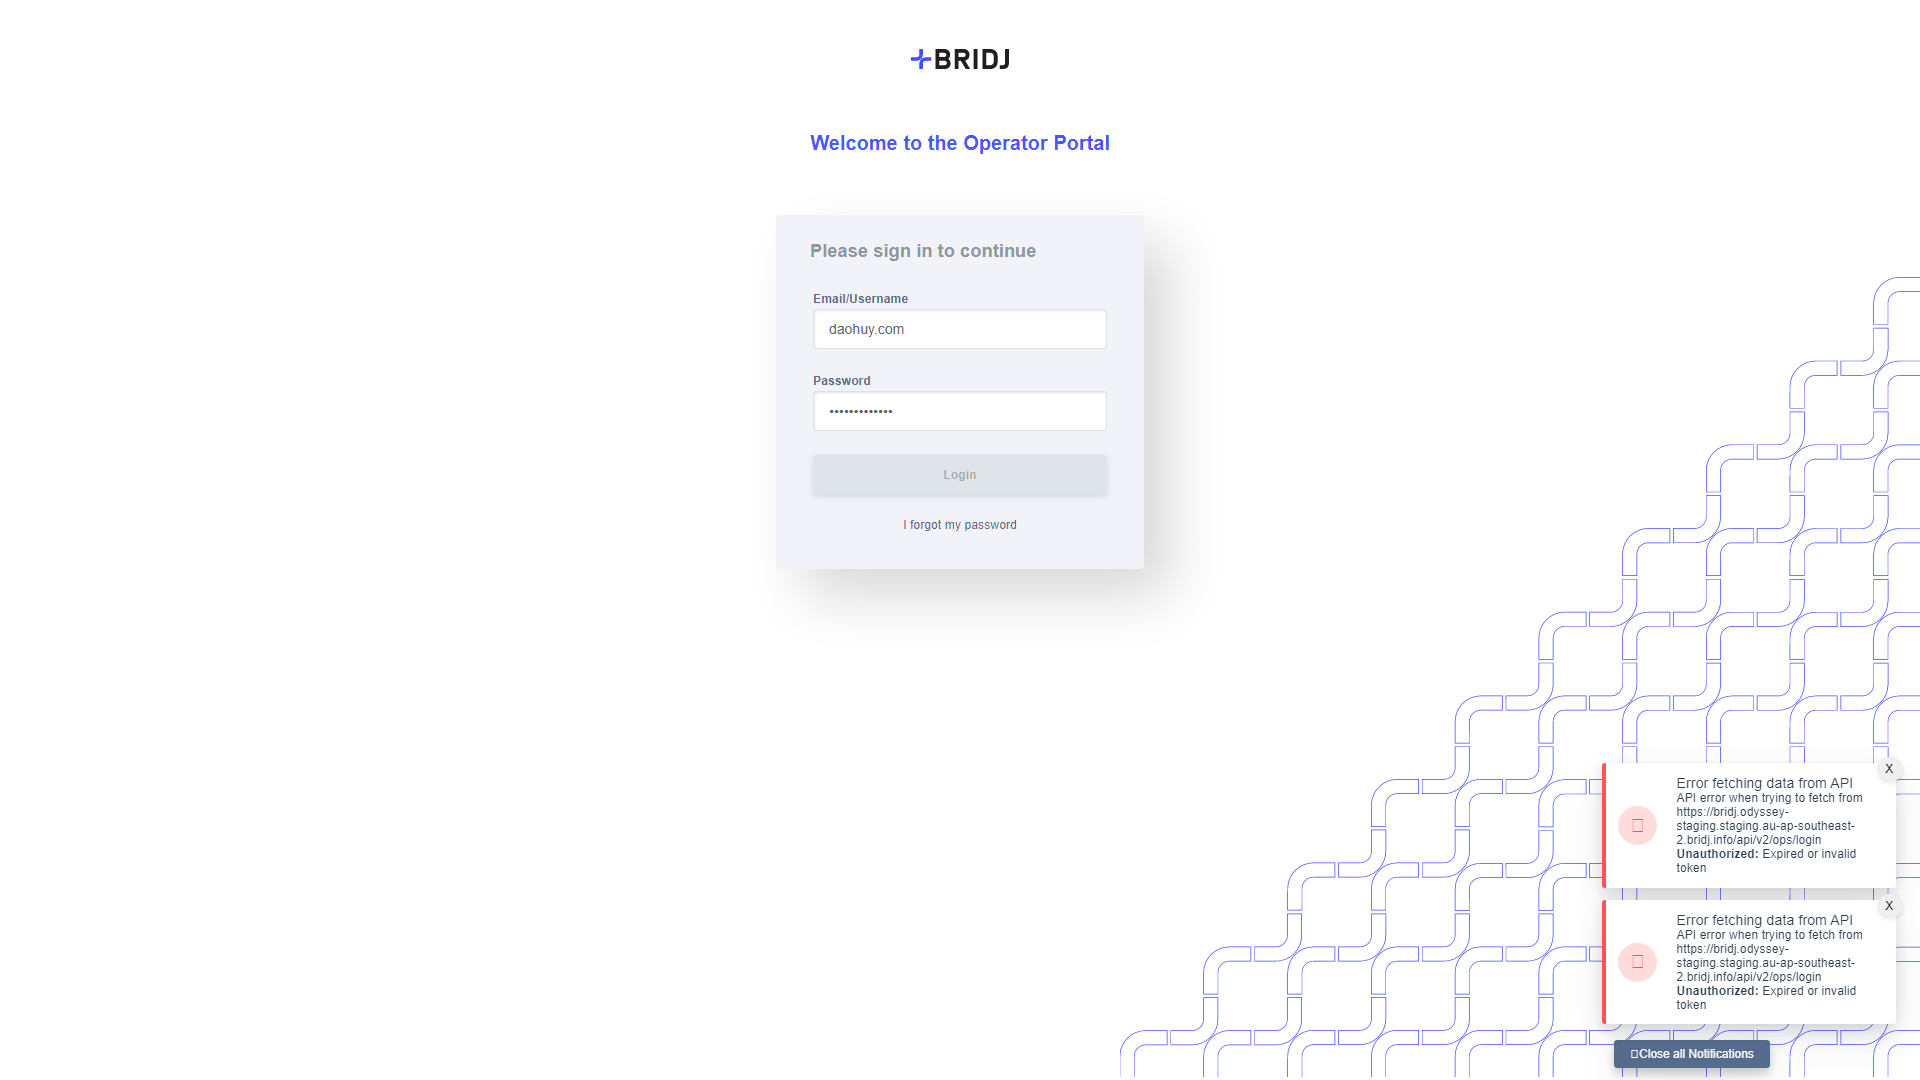 BRIDJ
Welcome to the Operator Portal
Please sign in to continue
Email/Username
daohuy.com
Password
•••••••••••••
Login
I forgot my password
X
Error fetching data from API
API error when trying to fetch from
https://bridj.odyssey-
staging.staging.au-ap-southeast-
2.bridj.info/api/v2/ops/login
Unauthorized: Expired or invalid
token
X
Error fetching data from API
API error when trying to fetch from
https://bridj.odyssey-
staging.staging.au-ap-southeast-
2.bridj.info/api/v2/ops/login
Unauthorized: Expired or invalid
token
Close all Notifications